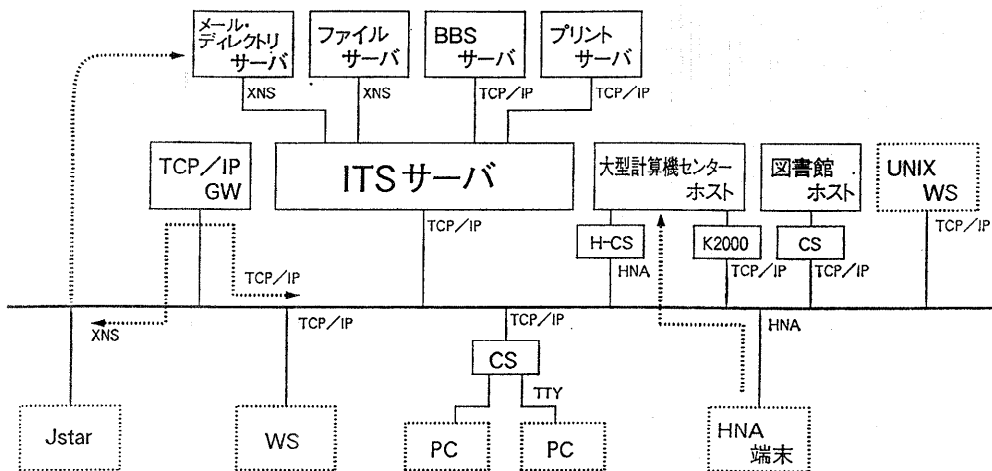 メール・
ディレクトリ
サーバ
ファイル
サーバ
BBS
サーバ
プリント
サーバ
XNS
XNS
TCP/IP
TCP/IP
TCP/IP
GW
ITSサーバ
大型計算機センター
ホスト
図書館
ホスト
UNIX
WS
TCP/IP
TCP/IP
H-CS
K2000
CS
HNA
TCP/IP
TCP/IP
TCP/IP
XNS
TCP/IP
TCP/IP
HNA
CS
TTY
Jstar
WS
PC
PC
HNA
端末